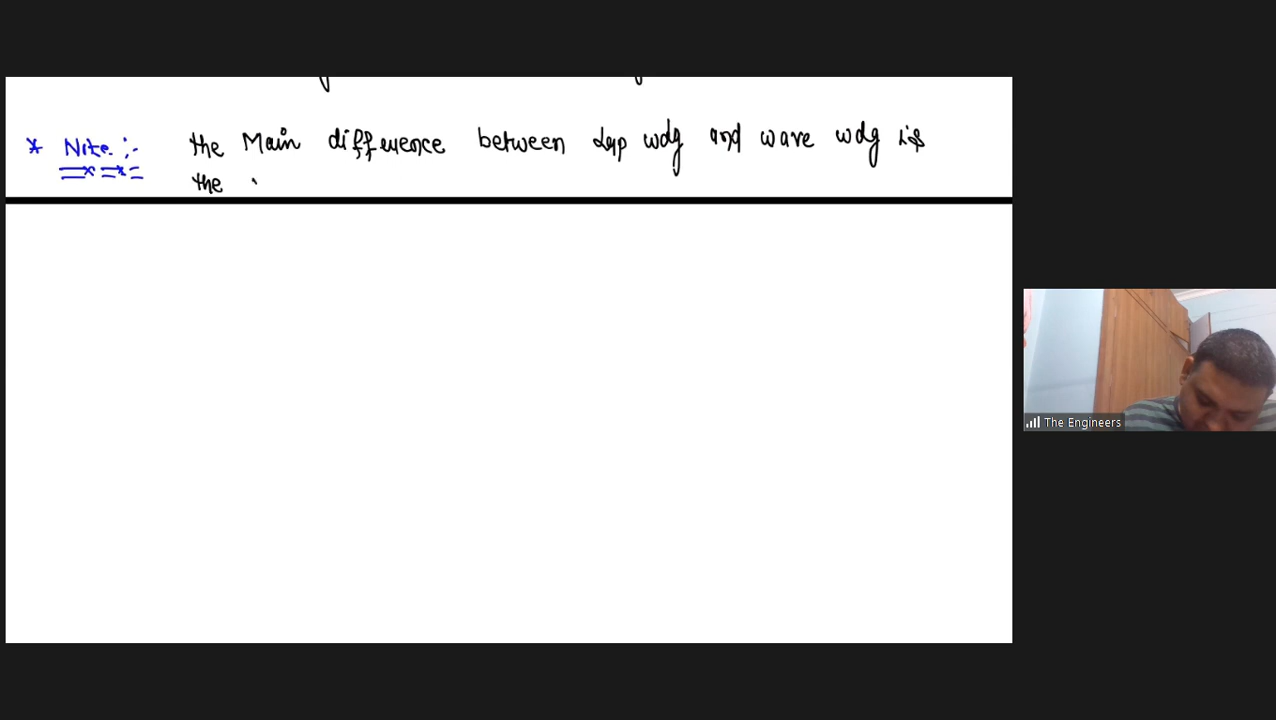 * Note :- the Main difference between Lap wdg and wave wdg is
the
The Engineers